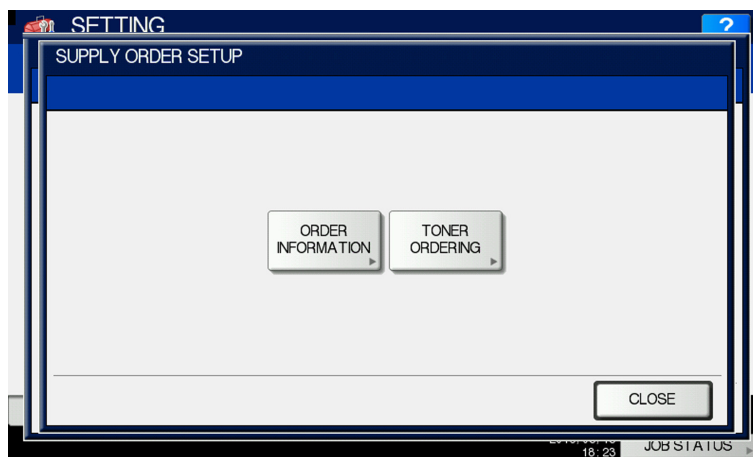 SETTING
?
SUPPLY ORDER SETUP
ORDER
INFORMATION
TONER
ORDERING
CLOSE
18:23
JOB STATUS